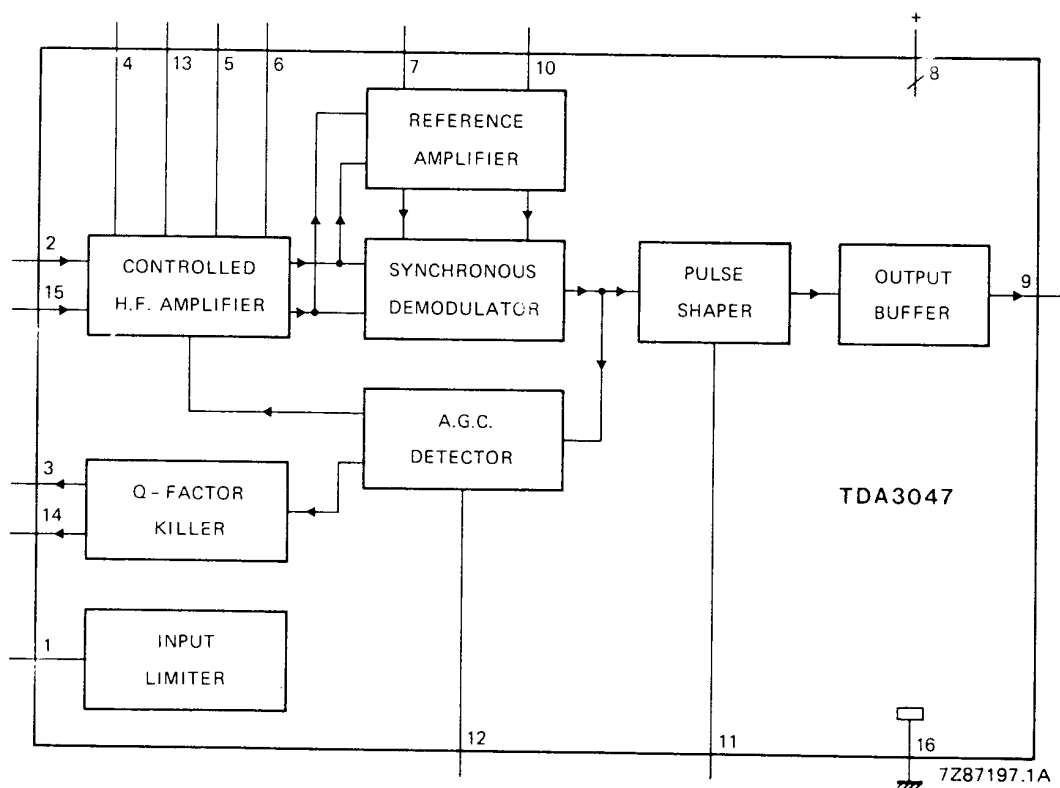 +
4 13 5 6 7 10 8
REFERENCE
AMPLIFIER
2
15
CONTROLLED
H.F. AMPLIFIER
SYNCHRONOUS
DEMODULATOR
PULSE
SHAPER
OUTPUT
BUFFER
9
A.G.C.
DETECTOR
3
14
Q-FACTOR
KILLER
TDA3047
1
INPUT
LIMITER
12
11
16
7Z87197.1A